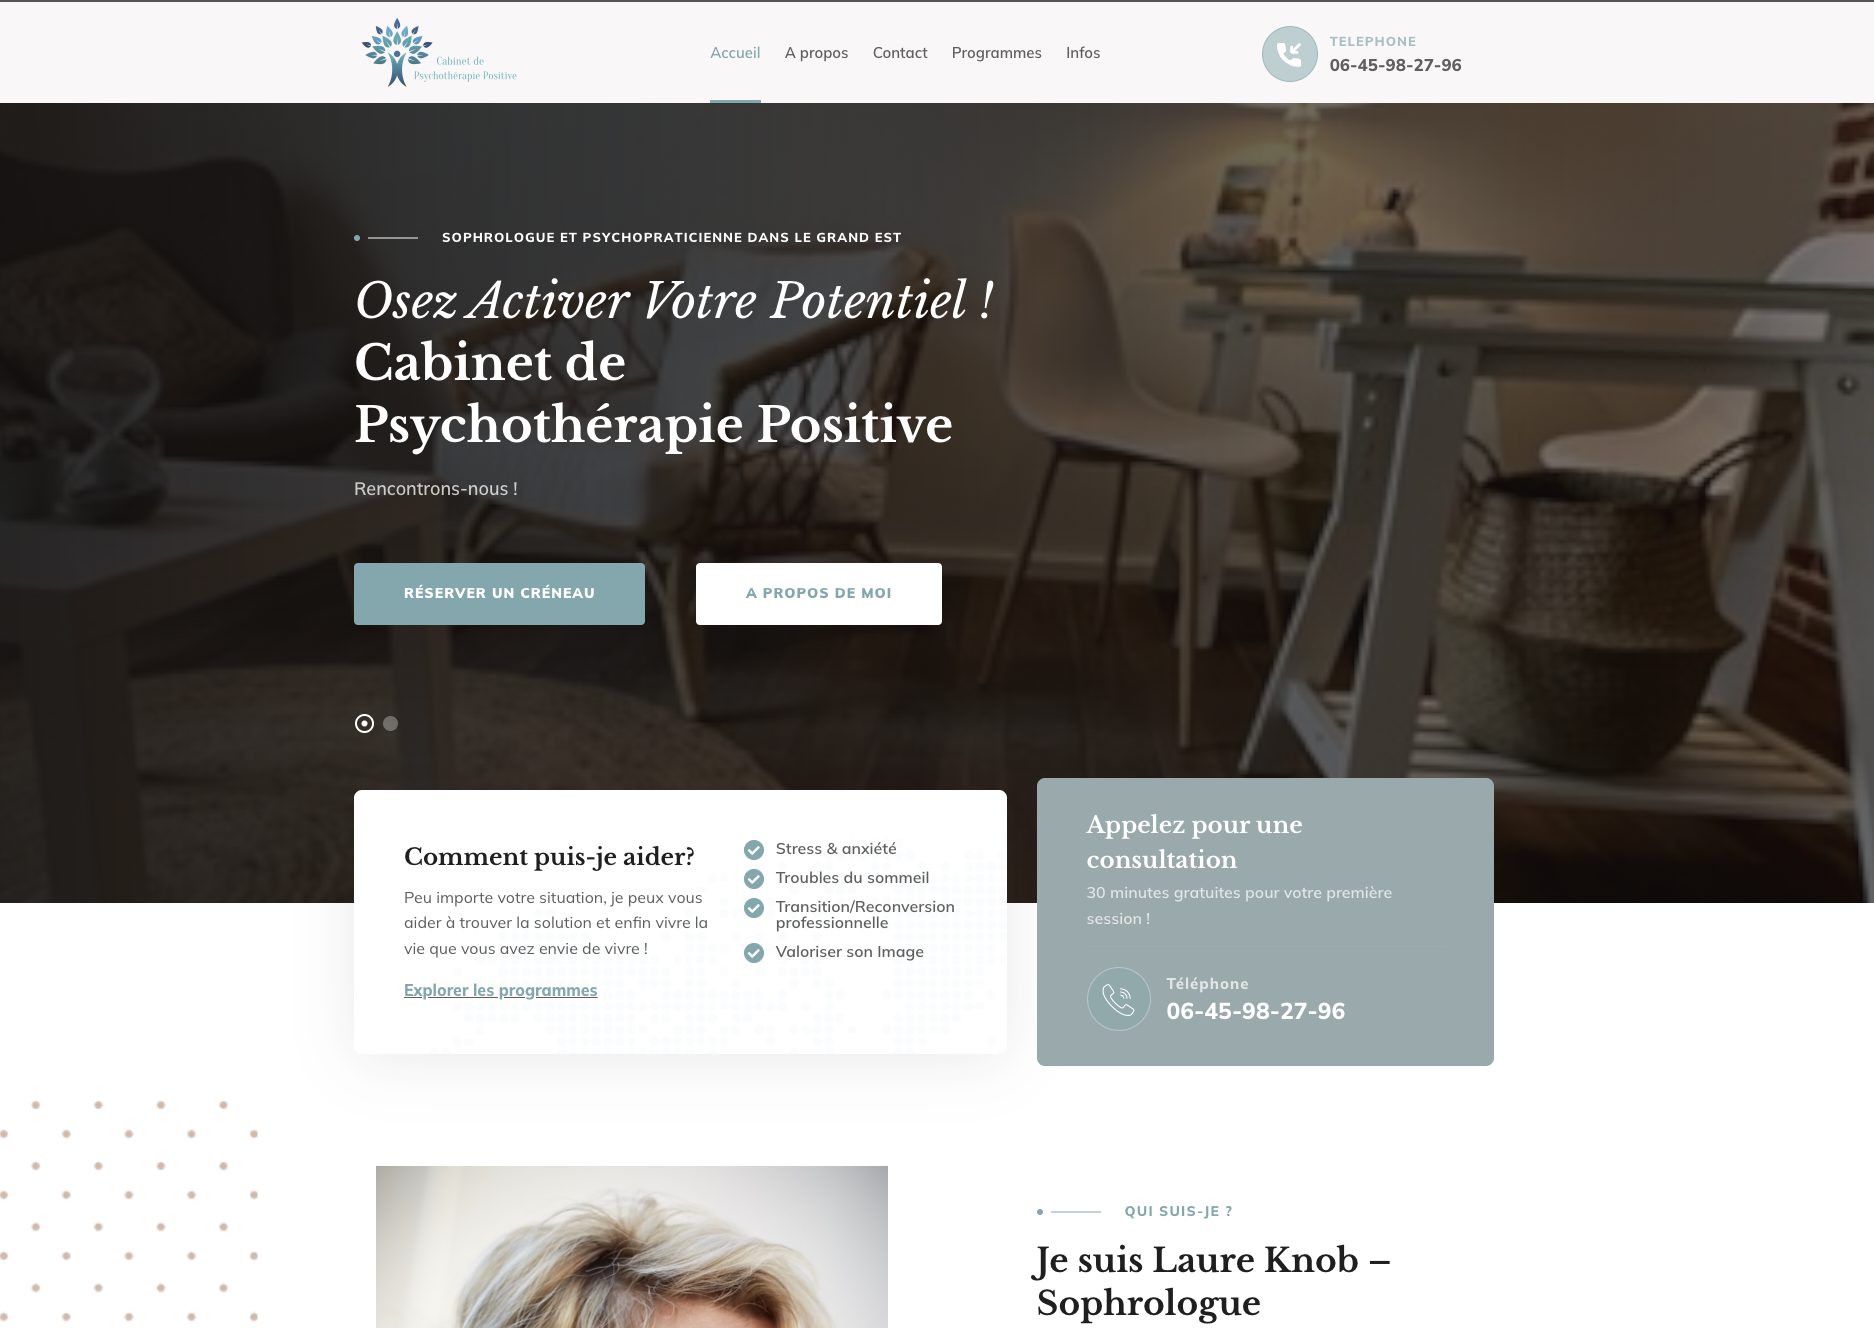 Cabinet de
Psychothérapie Positive
Accueil
A propos
Contact
Programmes
Infos
TELEPHONE
06-45-98-27-96
SOPHROLOGUE ET PSYCHOPRATICIENNE DANS LE GRAND EST
Osez Activer Votre Potentiel !
Cabinet de
Psychothérapie Positive
Rencontrons-nous !
RÉSERVER UN CRÉNEAU
A PROPOS DE MOI
Comment puis-je aider?
Peu importe votre situation, je peux vous
aider à trouver la solution et enfin vivre la
vie que vous avez envie de vivre !
Explorer les programmes
Stress & anxiété
Troubles du sommeil
Transition/Reconversion
professionnelle
Valoriser son Image
Appelez pour une
consultation
30 minutes gratuites pour votre première
session !
Téléphone
06-45-98-27-96
QUI SUIS-JE ?
Je suis Laure Knob –
Sophrologue